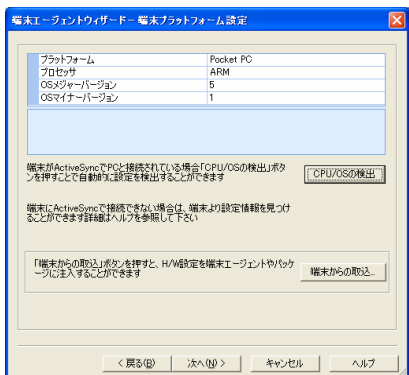 端末エージェントウィザードー 端末プラットフォーム設定
プラットフォーム Pocket PC
プロセッサ ARM
OSメジャーバージョン 5
OSマイナーバージョン 1
端末がActiveSyncでPCと接続されている場合「CPU/OSの検出」ボタ
ンを押すことで自動的に設定を検出することができます
CPU/OSの検出
端末にActiveSyncで接続できない場合は、端末より設定情報を見つけ
ることができます詳細はヘルプを参照して下さい
「端末からの取込」ボタンを押すと、H/W設定を端末エージェントやパッケ
ージに注入することができます
端末からの取込...
< 戻る(B) 次へ(N) > キャンセル ヘルプ